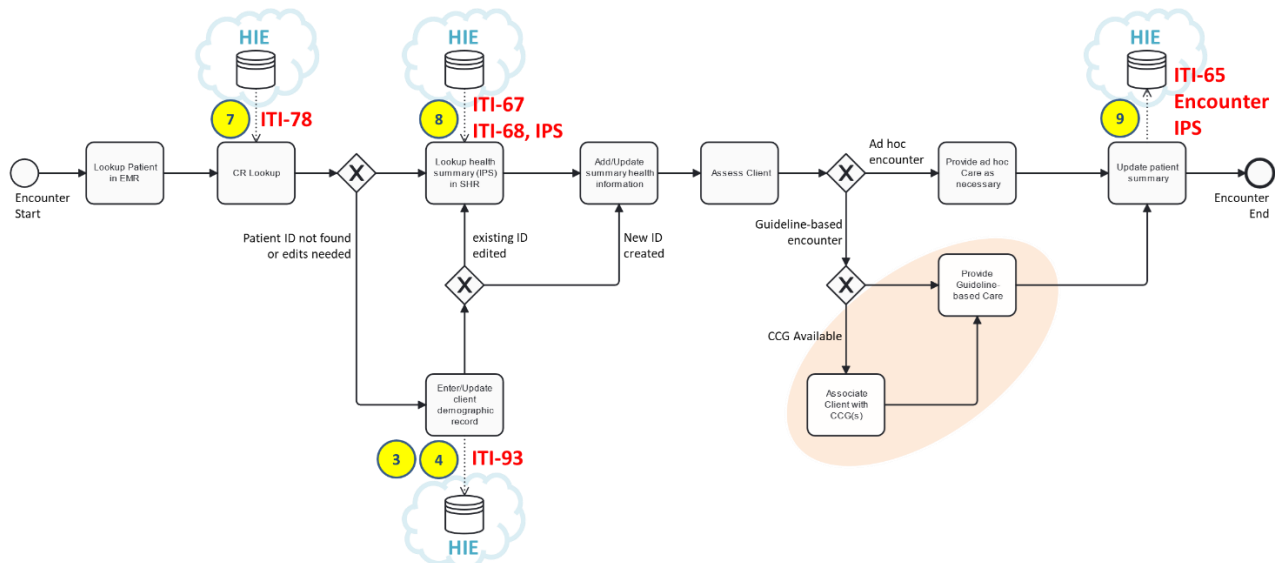 HIE
HIE
HIE
7
ITI-78
8
ITI-67
ITI-68, IPS
9
ITI-65
Encounter
IPS
Encounter
Start
Lookup Patient
in EMR
CR Lookup
X
Lookup health
summary (IPS)
in SHR
Add/Update
summary health
information
Assess Client
X
Ad hoc
encounter
Provide ad hoc
Care as
necessary
Update patient
summary
Encounter
End
Patient ID not found
or edits needed
existing ID
edited
New ID
created
Guideline-based
encounter
X
X
Provide
Guideline-
based Care
CCG Available
Enter/Update
client
demographic
record
Associate
Client with
CCG(s)
3
4
ITI-93
HIE